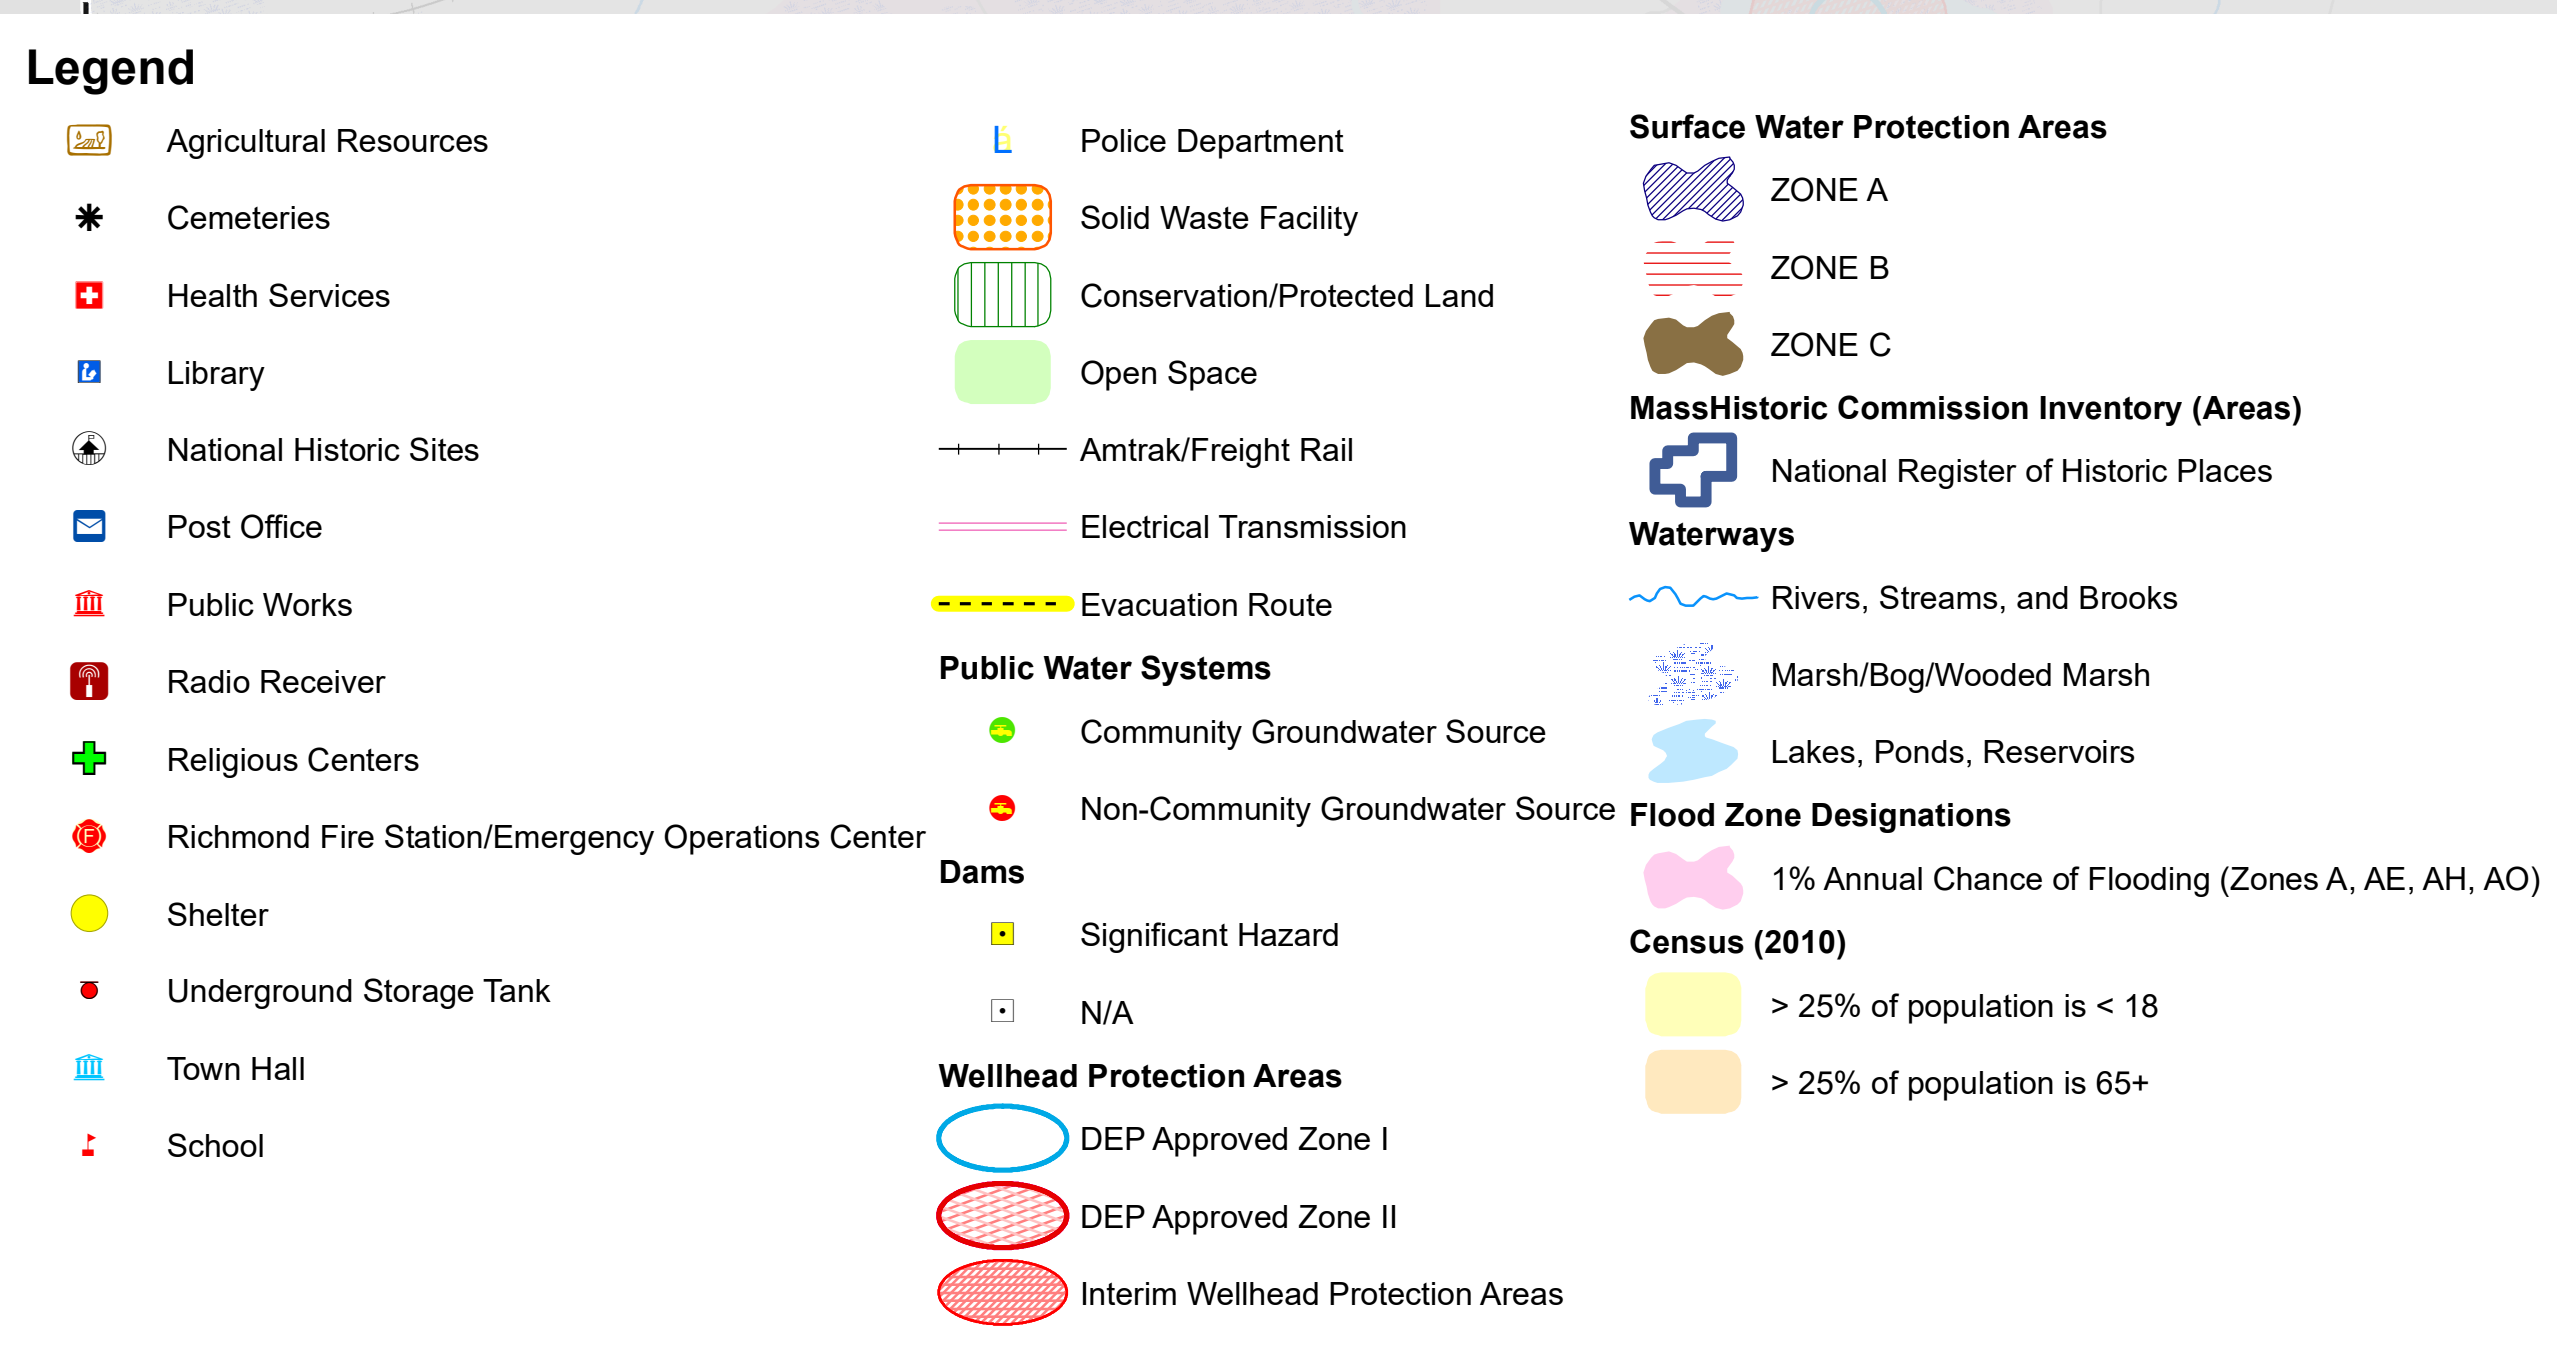 Legend
Agricultural Resources
Cemeteries
Health Services
Library
National Historic Sites
Post Office
Public Works
Radio Receiver
Religious Centers
Richmond Fire Station/Emergency Operations Center
Shelter
Underground Storage Tank
Town Hall
School
Police Department
Solid Waste Facility
Conservation/Protected Land
Open Space
Amtrak/Freight Rail
Electrical Transmission
Evacuation Route
Public Water Systems
Community Groundwater Source
Non-Community Groundwater Source
Dams
Significant Hazard
N/A
Wellhead Protection Areas
DEP Approved Zone I
DEP Approved Zone II
Interim Wellhead Protection Areas
Surface Water Protection Areas
ZONE A
ZONE B
ZONE C
MassHistoric Commission Inventory (Areas)
National Register of Historic Places
Waterways
Rivers, Streams, and Brooks
Marsh/Bog/Wooded Marsh
Lakes, Ponds, Reservoirs
Flood Zone Designations
1% Annual Chance of Flooding (Zones A, AE, AH, AO)
Census (2010)
> 25% of population is < 18
> 25% of population is 65+